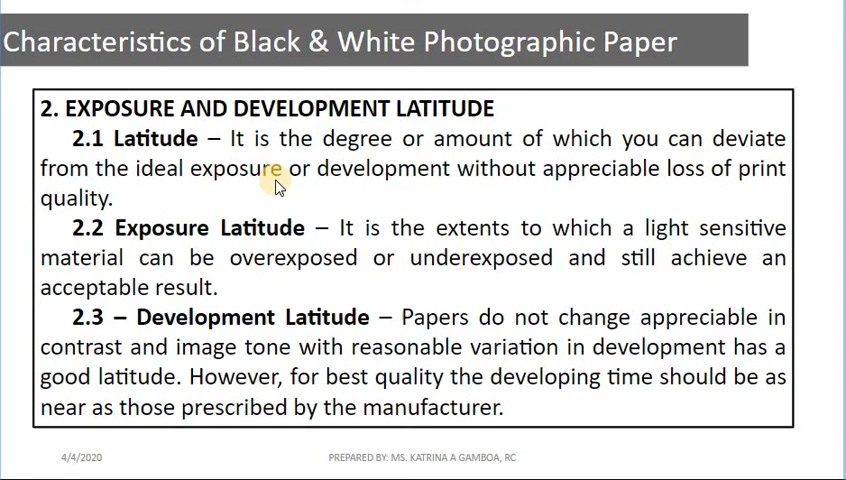 Characteristics of Black & White Photographic Paper
2. EXPOSURE AND DEVELOPMENT LATITUDE
2.1 Latitude – It is the degree or amount of which you can deviate
from the ideal exposure or development without appreciable loss of print
quality.
2.2 Exposure Latitude – It is the extents to which a light sensitive
material can be overexposed or underexposed and still achieve an
acceptable result.
2.3 – Development Latitude – Papers do not change appreciable in
contrast and image tone with reasonable variation in development has a
good latitude. However, for best quality the developing time should be as
near as those prescribed by the manufacturer.
4/4/2020 PREPARED BY: MS. KATRINA A GAMBOA, RC